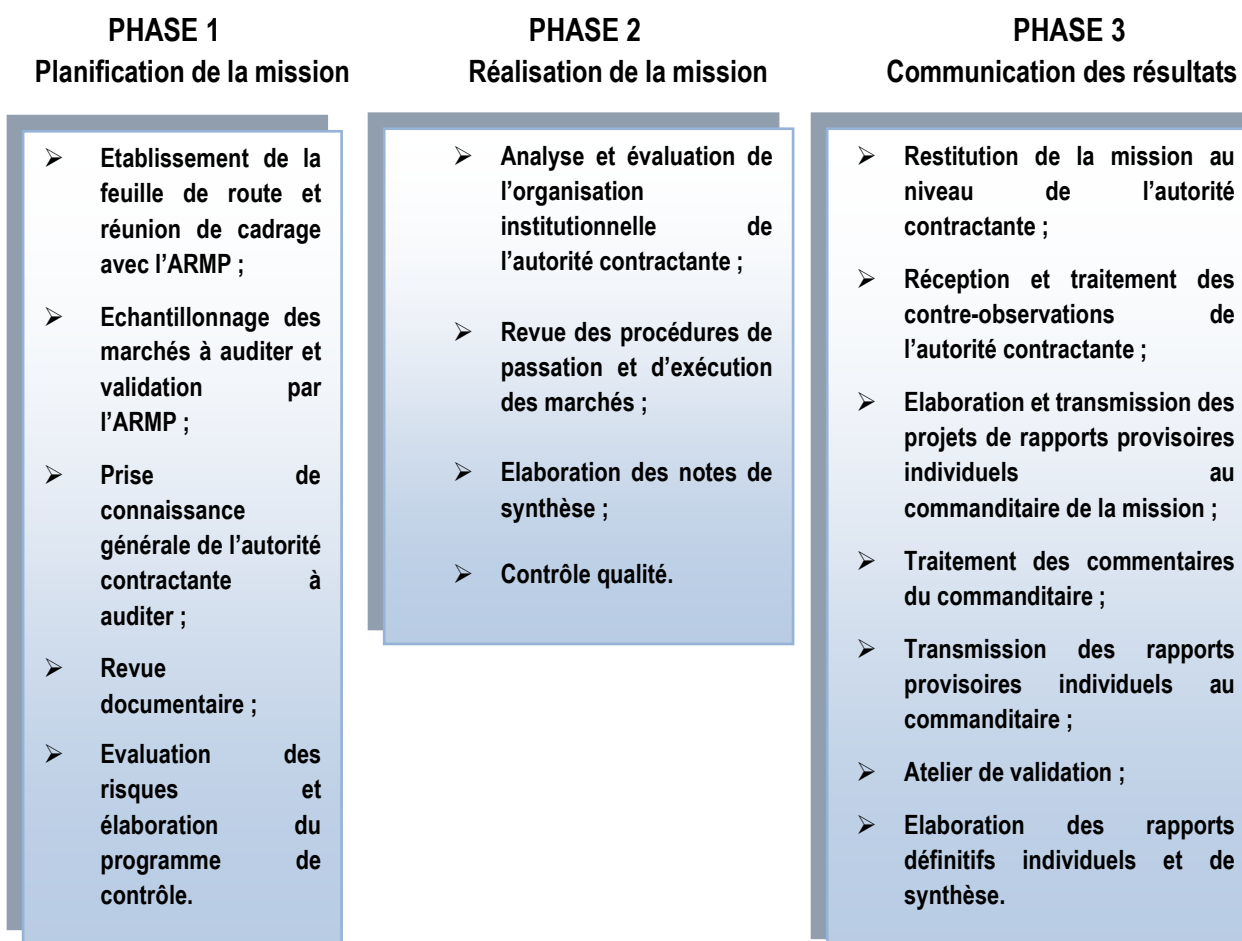 PHASE 1
Planification de la mission
➢ Etablissement de la
feuille de route et
réunion de cadrage
avec l’ARMP ;
➢ Echantillonnage des
marchés à auditer et
validation par
l’ARMP ;
➢ Prise de
connaissance
générale de l’autorité
contractante à
auditer ;
➢ Revue
documentaire ;
➢ Evaluation des
risques et
élaboration du
programme de
contrôle.
PHASE 2
Réalisation de la mission
➢ Analyse et évaluation de
l’organisation
institutionnelle de
l’autorité contractante ;
➢ Revue des procédures de
passation et d’exécution
des marchés ;
➢ Elaboration des notes de
synthèse ;
➢ Contrôle qualité.
PHASE 3
Communication des résultats
➢ Restitution de la mission au
niveau de l’autorité
contractante ;
➢ Réception et traitement des
contre-observations de
l’autorité contractante ;
➢ Elaboration et transmission des
projets de rapports provisoires
individuels au
commanditaire de la mission ;
➢ Traitement des commentaires
du commanditaire ;
➢ Transmission des rapports
provisoires individuels au
commanditaire ;
➢ Atelier de validation ;
➢ Elaboration des rapports
définitifs individuels et de
synthèse.